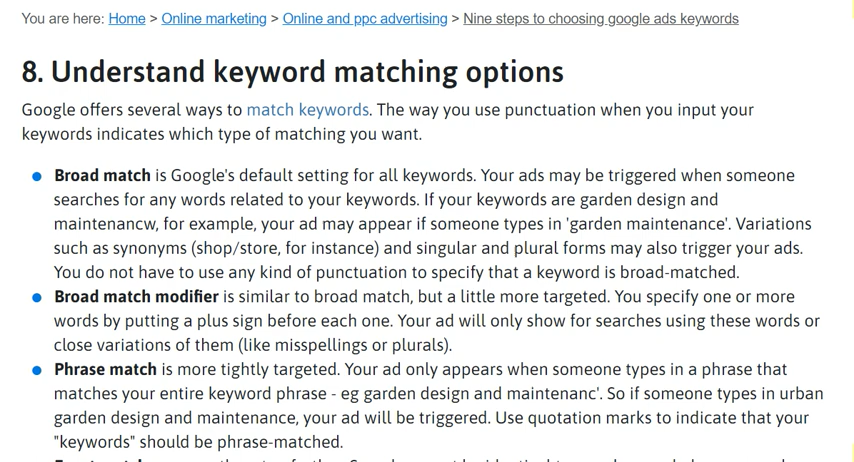 You are here: Home > Online marketing > Online and ppc advertising > Nine steps to choosing google ads keywords
8. Understand keyword matching options
Google offers several ways to match keywords. The way you use punctuation when you input your
keywords indicates which type of matching you want.
Broad match is Google's default setting for all keywords. Your ads may be triggered when someone
searches for any words related to your keywords. If your keywords are garden design and
maintenancw, for example, your ad may appear if someone types in 'garden maintenance'. Variations
such as synonyms (shop/store, for instance) and singular and plural forms may also trigger your ads.
You do not have to use any kind of punctuation to specify that a keyword is broad-matched.
Broad match modifier is similar to broad match, but a little more targeted. You specify one or more
words by putting a plus sign before each one. Your ad will only show for searches using these words or
close variations of them (like misspellings or plurals).
Phrase match is more tightly targeted. Your ad only appears when someone types in a phrase that
matches your entire keyword phrase - eg garden design and maintenanc'. So if someone types in urban
garden design and maintenance, your ad will be triggered. Use quotation marks to indicate that your
"keywords" should be phrase-matched.